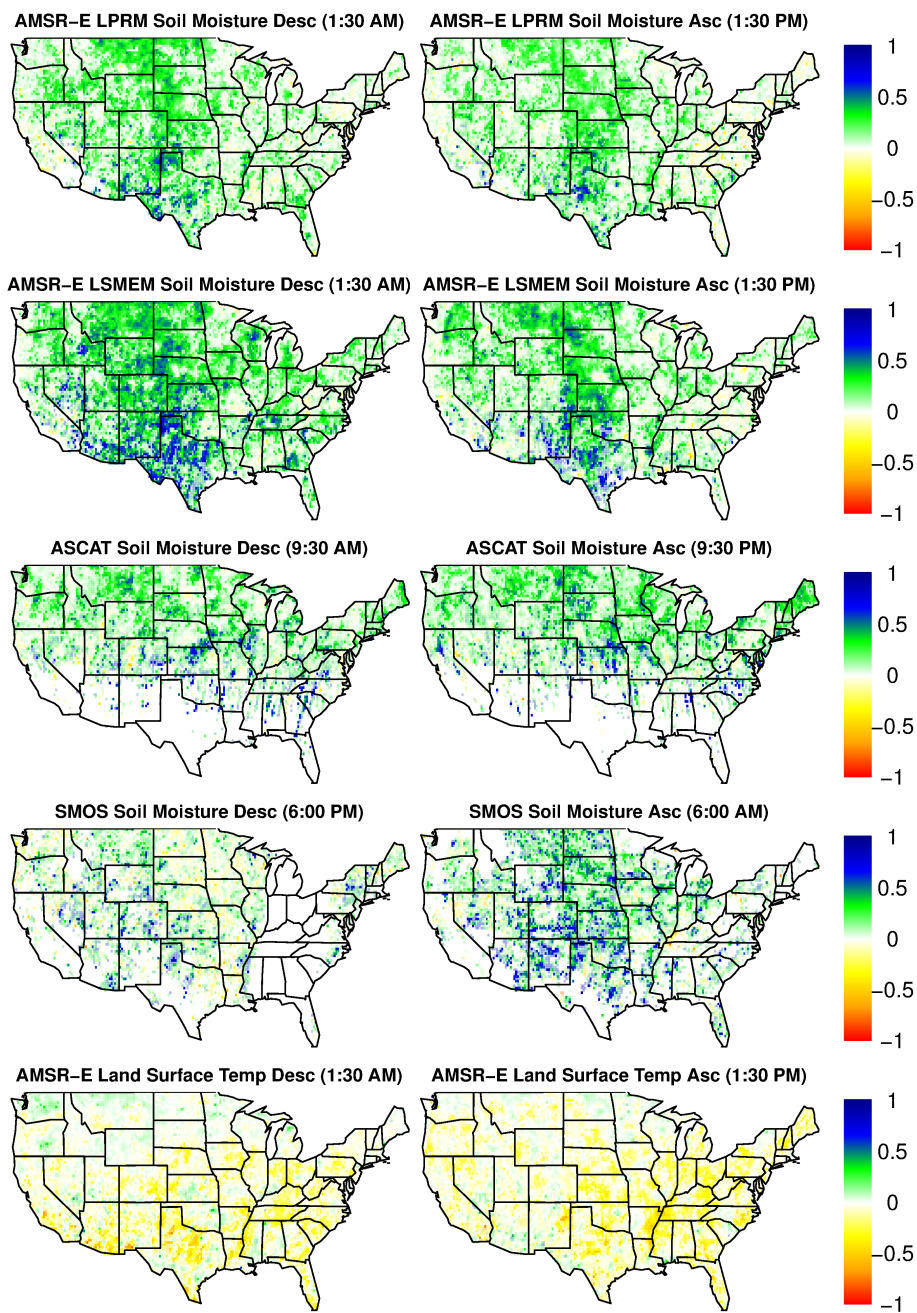 AMSR−E LPRM Soil Moisture Desc (1:30 AM)
AMSR−E LPRM Soil Moisture Asc (1:30 PM)
1
0.5
0
−0.5
−1
AMSR−E LSMEM Soil Moisture Desc (1:30 AM)
AMSR−E LSMEM Soil Moisture Asc (1:30 PM)
1
0.5
0
−0.5
−1
ASCAT Soil Moisture Desc (9:30 AM)
ASCAT Soil Moisture Asc (9:30 PM)
1
0.5
0
−0.5
−1
SMOS Soil Moisture Desc (6:00 PM)
SMOS Soil Moisture Asc (6:00 AM)
1
0.5
0
−0.5
−1
AMSR−E Land Surface Temp Desc (1:30 AM)
AMSR−E Land Surface Temp Asc (1:30 PM)
1
0.5
0
−0.5
−1